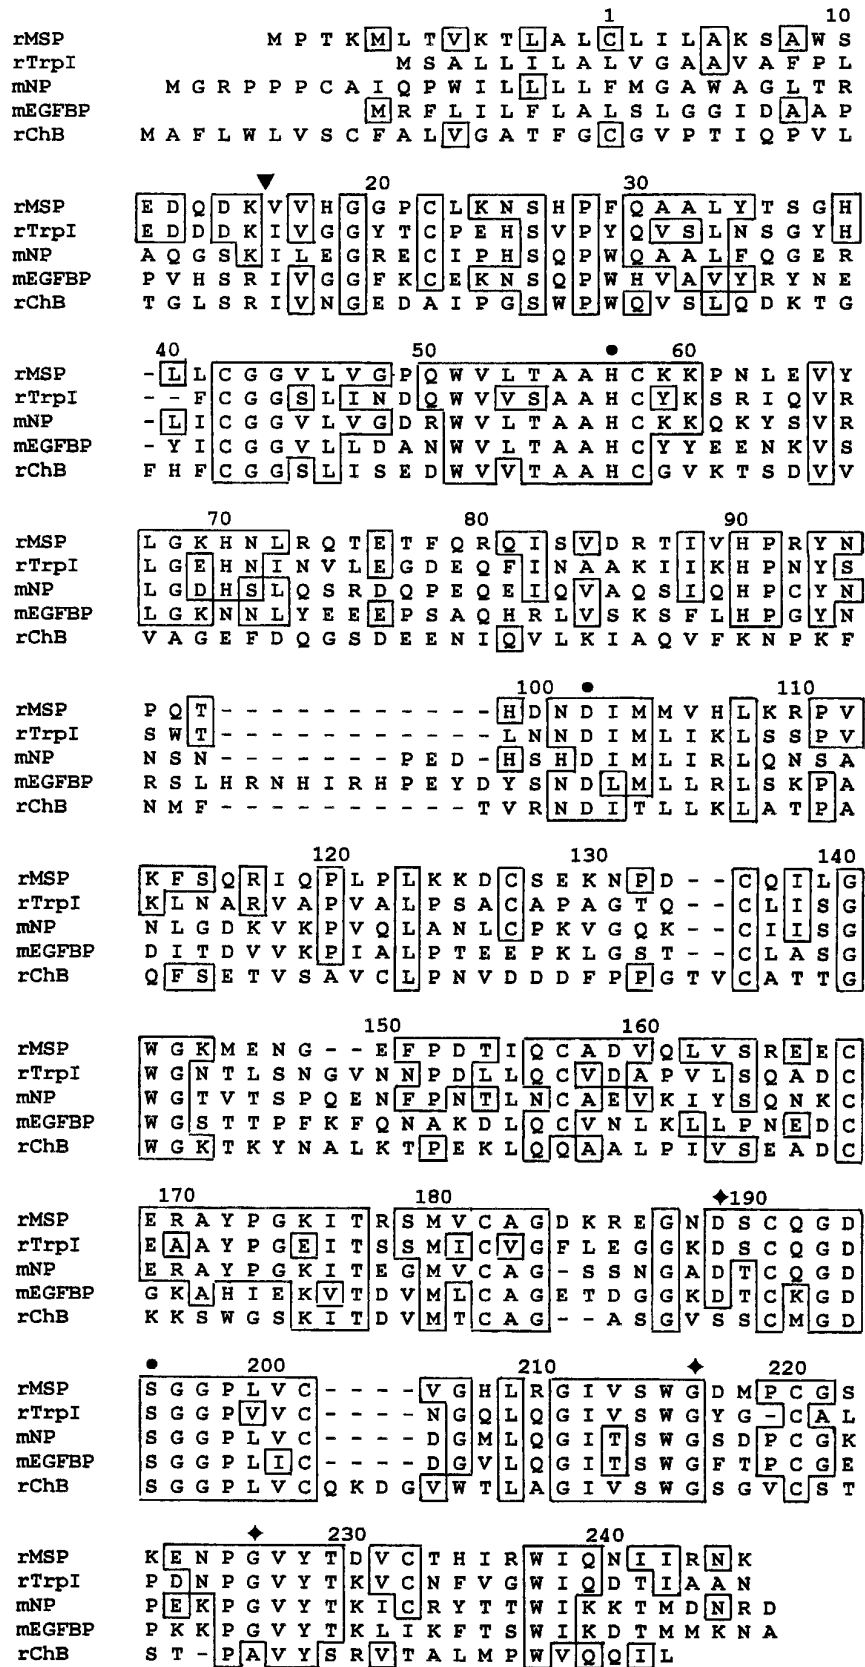 1 10
rMSP M P T K M L T V K T L A L C L I L A K S A W S
rTrpI M S A L L I L A L V G A A V A F P L
mNP M G R P P P C A I Q P W I L L L L F M G A W A G L T R
mEGFBP M R F L I L F L A L S L G G I D A A P
rChB M A F L W L V S C F A L V G A T F G C G V P T I Q P V L
▼ 20 30
rMSP E D Q D K V V H G G P C L K N S H P F Q A A L Y T S G H
rTrpI E D D D K I V G G Y T C P E H S V P Y Q V S L N S G Y H
mNP A Q G S K I L E G R E C I P H S Q P W Q A A L F Q G E R
mEGFBP P V H S R I V G G F K C E K N S Q P W H V A V Y R Y N E
rChB T G L S R I V N G E D A I P G S W P W Q V S L Q D K T G
40 50 ● 60
rMSP - L L C G G V L V G P Q W V L T A A H C K K P N L E V Y
rTrpI - - F C G G S L I N D Q W V V S A A H C Y K S R I Q V R
mNP - L I C G G V L V G D R W V L T A A H C K K Q K Y S V R
mEGFBP - Y I C G G V L L D A N W V L T A A H C Y Y E E N K V S
rChB F H F C G G S L I S E D W V V T A A H C G V K T S D V V
70 80 90
rMSP L G K H N L R Q T E T F Q R Q I S V D R T I V H P R Y N
rTrpI L G E H N I N V L E G D E Q F I N A A K I I K H P N Y S
mNP L G D H S L Q S R D Q P E Q E I Q V A Q S I Q H P C Y N
mEGFBP L G K N N L Y E E E P S A Q H R L V S K S F L H P G Y N
rChB V A G E F D Q G S D E E N I Q V L K I A Q V F K N P K F
100 ● 110
rMSP P Q T - - - - - - - - - - - H D N D I M M V H L K R P V
rTrpI S W T - - - - - - - - - - - L N N D I M L I K L S S P V
mNP N S N - - - - - - - P E D - H S H D I M L I R L Q N S A
mEGFBP R S L H R N H I R H P E Y D Y S N D L M L L R L S K P A
rChB N M F - - - - - - - - - - T V R N D I T L L K L A T P A
120 130 140
rMSP K F S Q R I Q P L P L K K D C S E K N P D - - C Q I L G
rTrpI K L N A R V A P V A L P S A C A P A G T Q - - C L I S G
mNP N L G D K V K P V Q L A N L C P K V G Q K - - C I I S G
mEGFBP D I T D V V K P I A L P T E E P K L G S T - - C L A S G
rChB Q F S E T V S A V C L P N V D D D F P P G T V C A T T G
150 160
rMSP W G K M E N G - - E F P D T I Q C A D V Q L V S R E E C
rTrpI W G N T L S N G V N N P D L L Q C V D A P V L S Q A D C
mNP W G T V T S P Q E N F P N T L N C A E V K I Y S Q N K C
mEGFBP W G S T T P F K F Q N A K D L Q C V N L K L L P N E D C
rChB W G K T K Y N A L K T P E K L Q Q A A L P I V S E A D C
170 180 ✦190
rMSP E R A Y P G K I T R S M V C A G D K R E G N D S C Q G D
rTrpI E A A Y P G E I T S S M I C V G F L E G G K D S C Q G D
mNP E R A Y P G K I T E G M V C A G - S S N G A D T C Q G D
mEGFBP G K A H I E K V T D V M L C A G E T D G G K D T C K G D
rChB K K S W G S K I T D V M T C A G - - A S G V S S C M G D
● 200 210 ✦ 220
rMSP S G G P L V C - - - - V G H L R G I V S W G D M P C G S
rTrpI S G G P V V C - - - - N G Q L Q G I V S W G Y G - C A L
mNP S G G P L V C - - - - D G M L Q G I T S W G S D P C G K
mEGFBP S G G P L I C - - - - D G V L Q G I T S W G F T P C G E
rChB S G G P L V C Q K D G V W T L A G I V S W G S G V C S T
✦ 230 240
rMSP K E N P G V Y T D V C T H I R W I Q N I I R N K
rTrpI P D N P G V Y T K V C N F V G W I Q D T I A A N
mNP P E K P G V Y T K I C R Y T T W I K K T M D N R D
mEGFBP P K K P G V Y T K L I K F T S W I K D T M M K N A
rChB S T - P A V Y S R V T A L M P W V Q Q I L